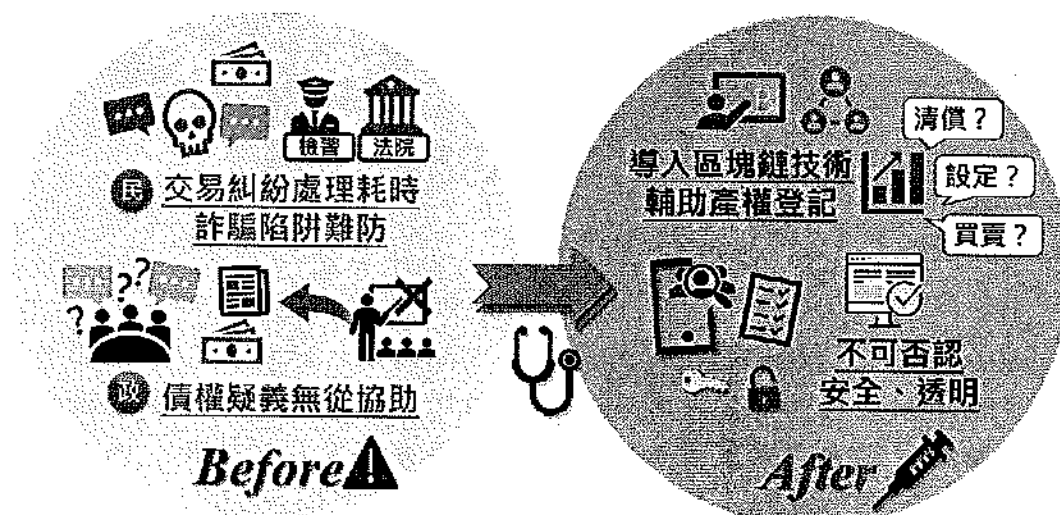 檢警
法院
民
交易糾紛處理耗時
詐騙陷阱難防
政
債權疑義無從協助
Before
導入區塊鏈技術
輔助產權登記
清償？
設定？
買賣？
不可否認
安全、透明
After